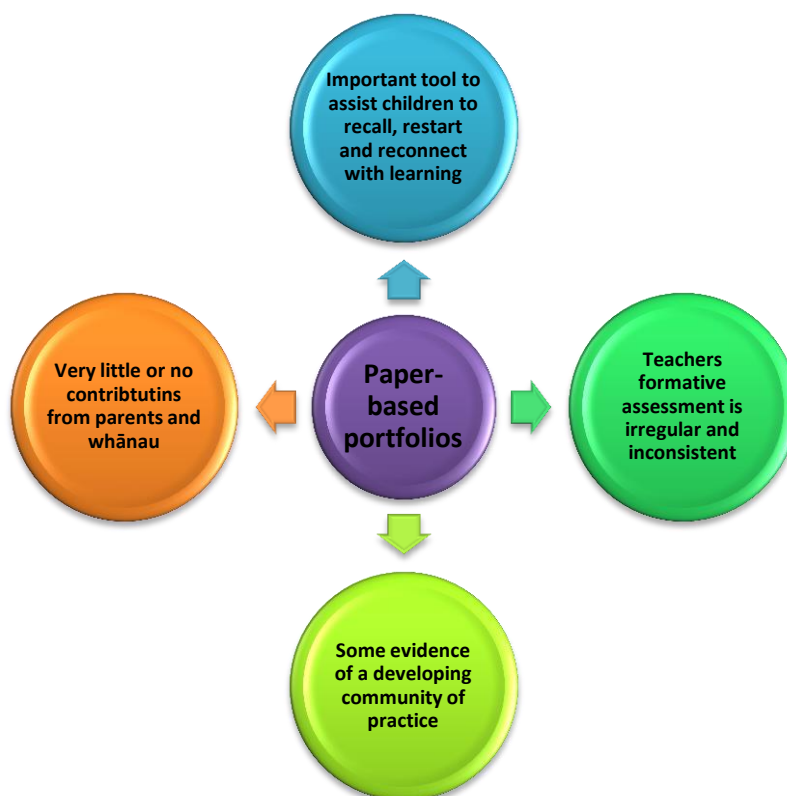 Important tool to
assist children to
recall, restart
and reconnect
with learning
Very little or no
contribtutins
from parents and
whānau
Paper-
based
portfolios
Teachers
formative
assessment is
irregular and
inconsistent
Some evidence
of a developing
community of
practice